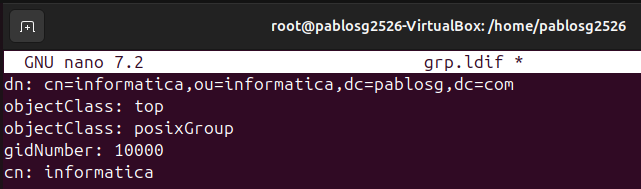 root@pablosg2526-VirtualBox: /home/pablosg2526
GNU nano 7.2 grp.ldif *
dn: cn=informatica,ou=informatica,dc=pablosg,dc=com
objectClass: top
objectClass: posixGroup
gidNumber: 10000
cn: informatica